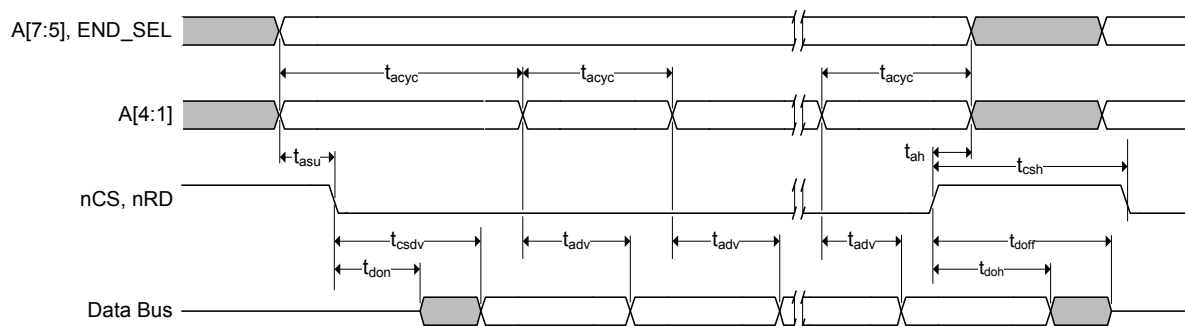 A[7:5], END_SEL
tacyc tacyc tacyc
A[4:1]
tasu tah tcsh
nCS, nRD
tcsdv tadv tadv tadv tdoff
tdon tdoh
Data Bus